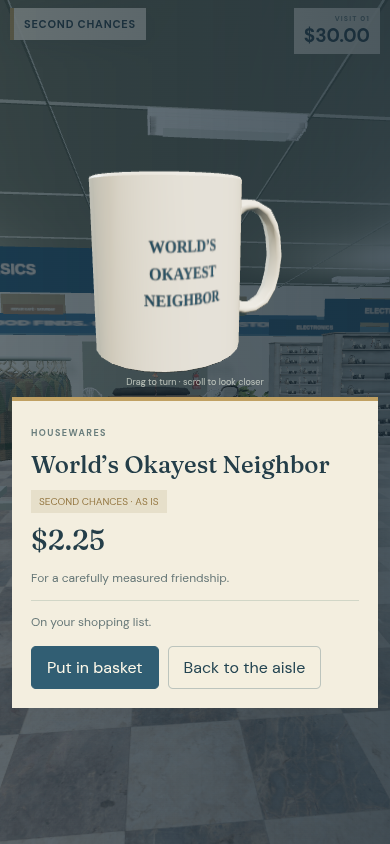 SECOND CHANCES
VISIT 01
$30.00
WORLD'S
OKAYEST
NEIGHBOR
SICS
OOD FINDS.
ELECTRONICS
Drag to turn · scroll to look closer
HOUSEWARES
World’s Okayest Neighbor
SECOND CHANCES · AS IS
$2.25
For a carefully measured friendship.
On your shopping list.
Put in basket
Back to the aisle